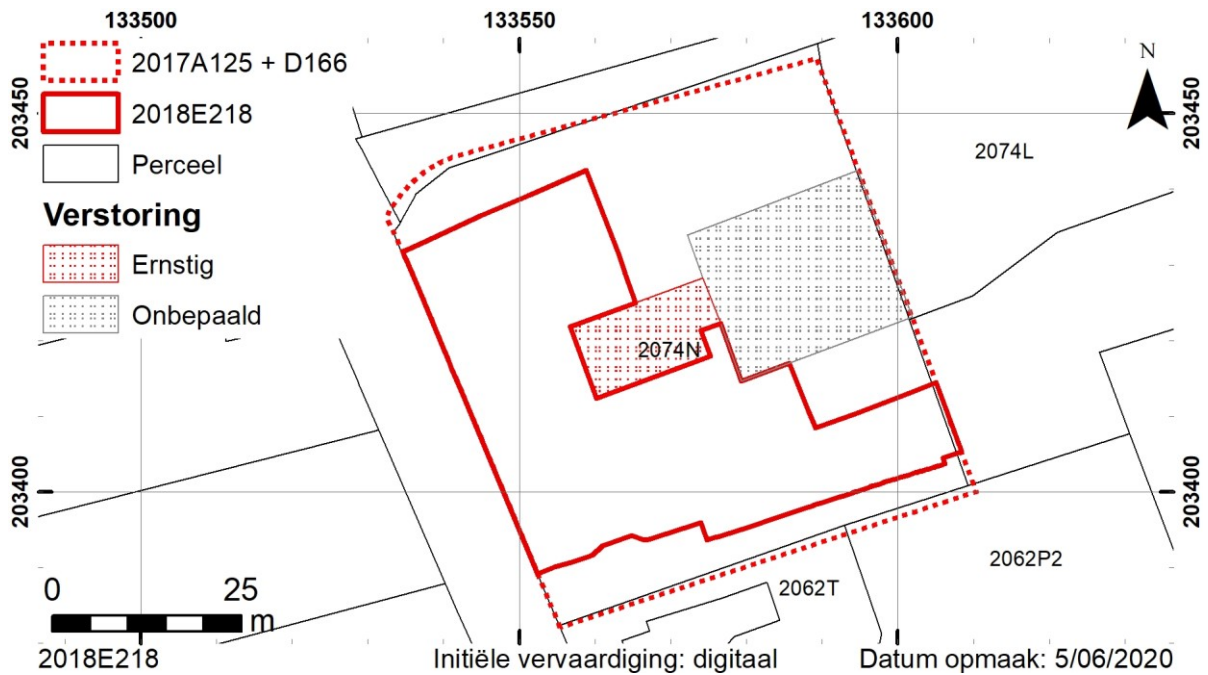 133500 133550 133600
2017A125 + D166
2018E218
Perceel
Verstoring
Ernstig
Onbepaald
203450
203450
N
2074L
2074N
203400
203400
2062P2
2062T
0 25
m
2018E218 Initiële vervaardiging: digitaal Datum opmaak: 5/06/2020